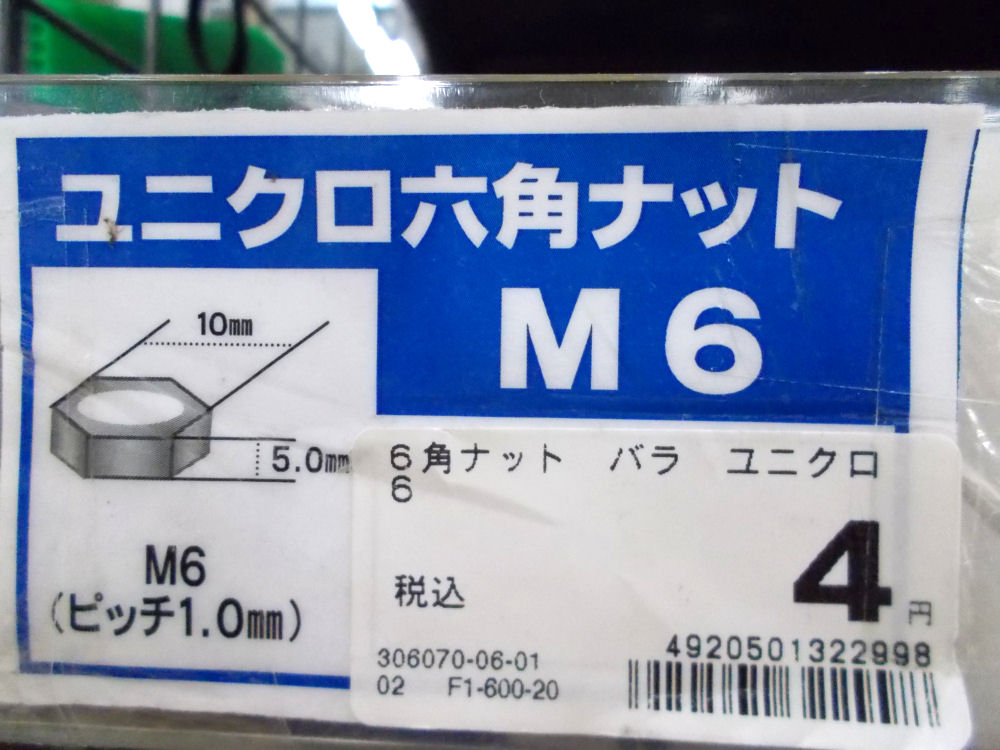 ユニクロ六角ナット
M6
10mm
5.0mm
M6
(ピッチ1.0mm)
6角ナット バラ ユニクロ
6
税込
4円
306070-06-01
02 F1-600-20
4920501322998